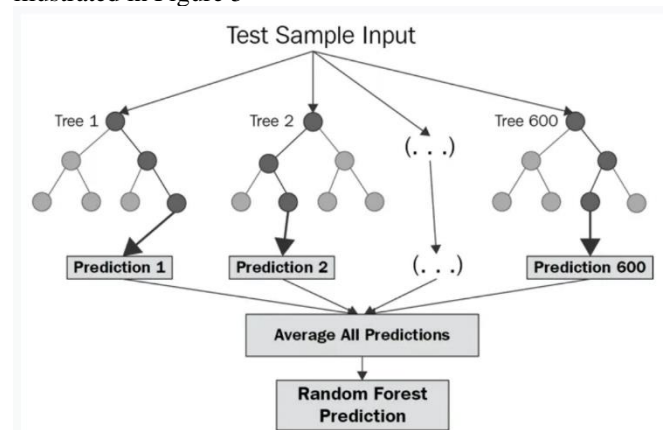 illustrated in Figure 3
Test Sample Input
Tree 1
Tree 2
(. . .)
Tree 600
Prediction 1
Prediction 2
(. . .)
Prediction 600
Average All Predictions
Random Forest
Prediction